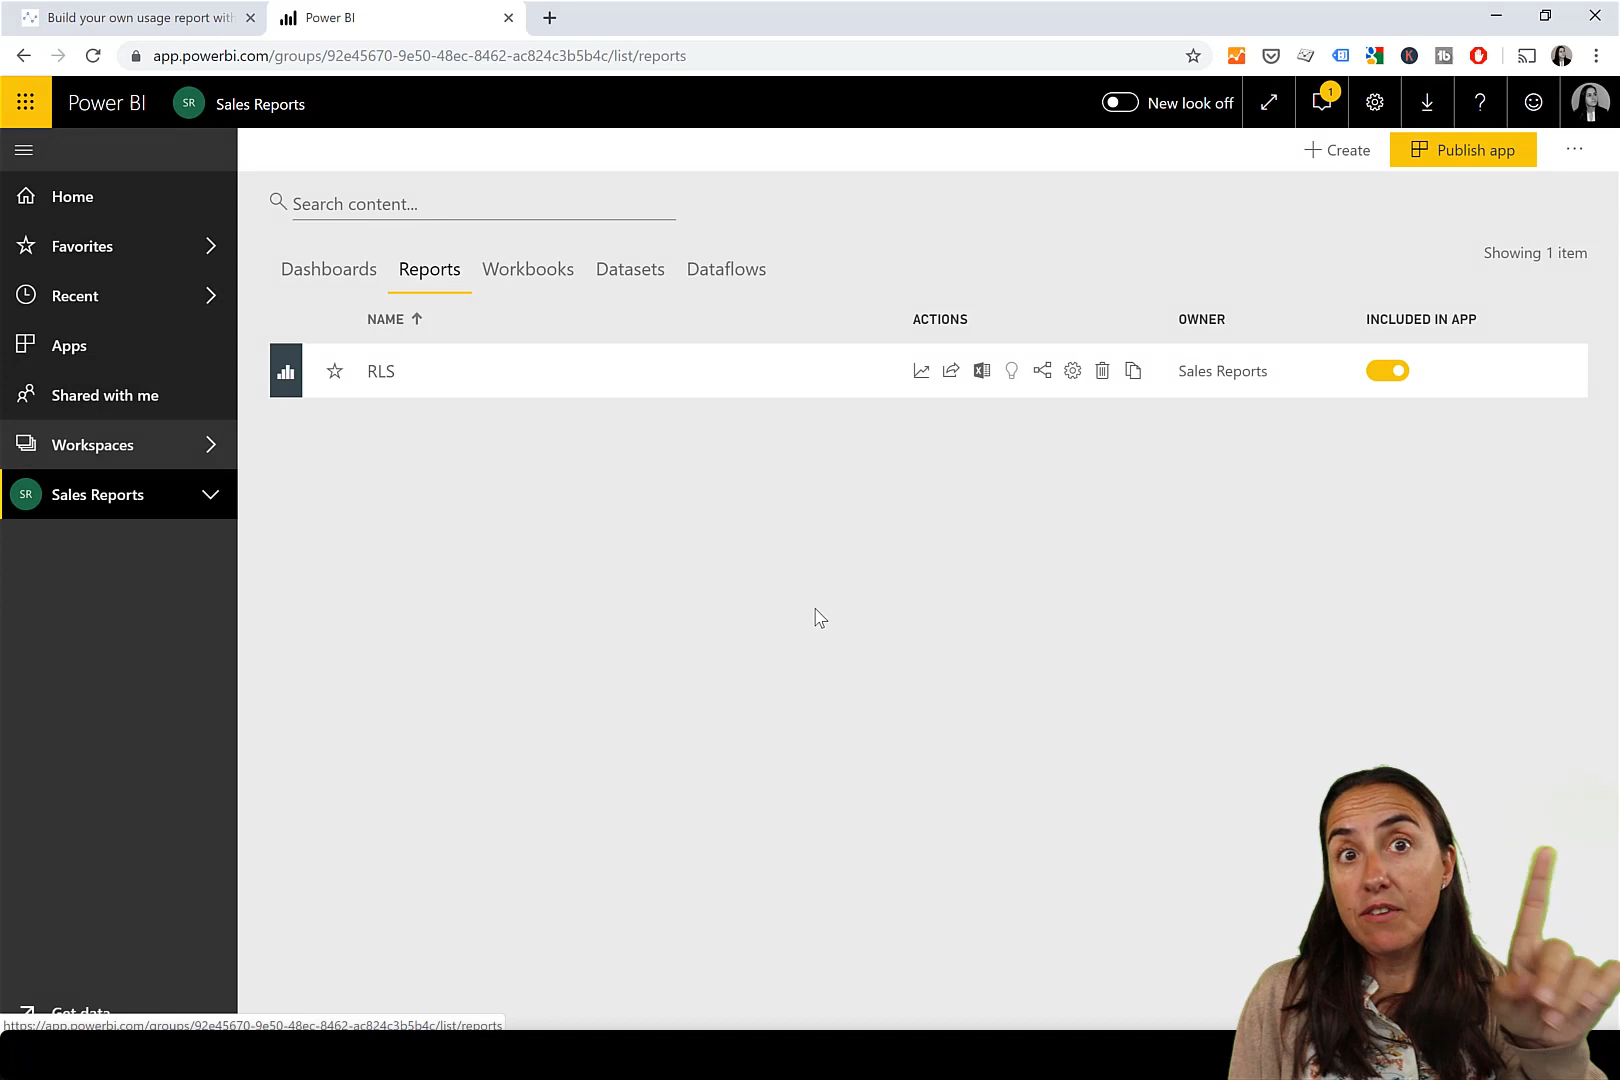 Build your own usage report with
Power BI
app.powerbi.com/groups/92e45670-9e50-48ec-8462-ac824c3b5b4c/list/reports
Power BI
SR
Sales Reports
New look off
1
Create
Publish app
Home
Search content...
Favorites
Showing 1 item
Dashboards
Reports
Workbooks
Datasets
Dataflows
Recent
NAME
ACTIONS
OWNER
INCLUDED IN APP
Apps
RLS
Sales Reports
Shared with me
Workspaces
SR
Sales Reports
Get data
https://app.powerbi.com/groups/92e45670-9e50-48ec-8462-ac824c3b5b4c/list/reports